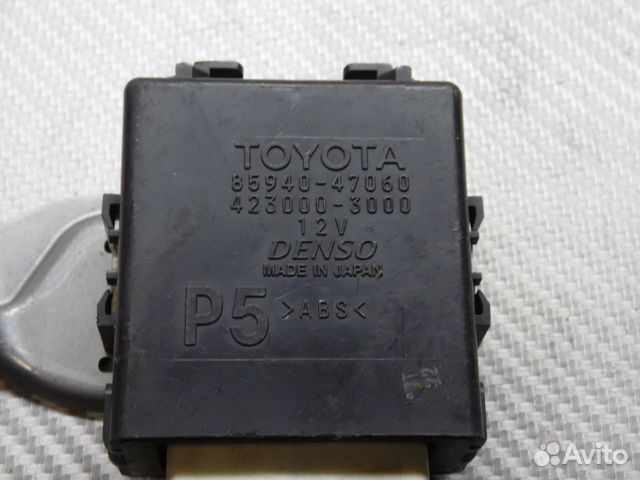 TOYOTA
85940-47060
423000-3000
12V
DENSO
MADE IN JAPAN
P5 >ABS<
Avito